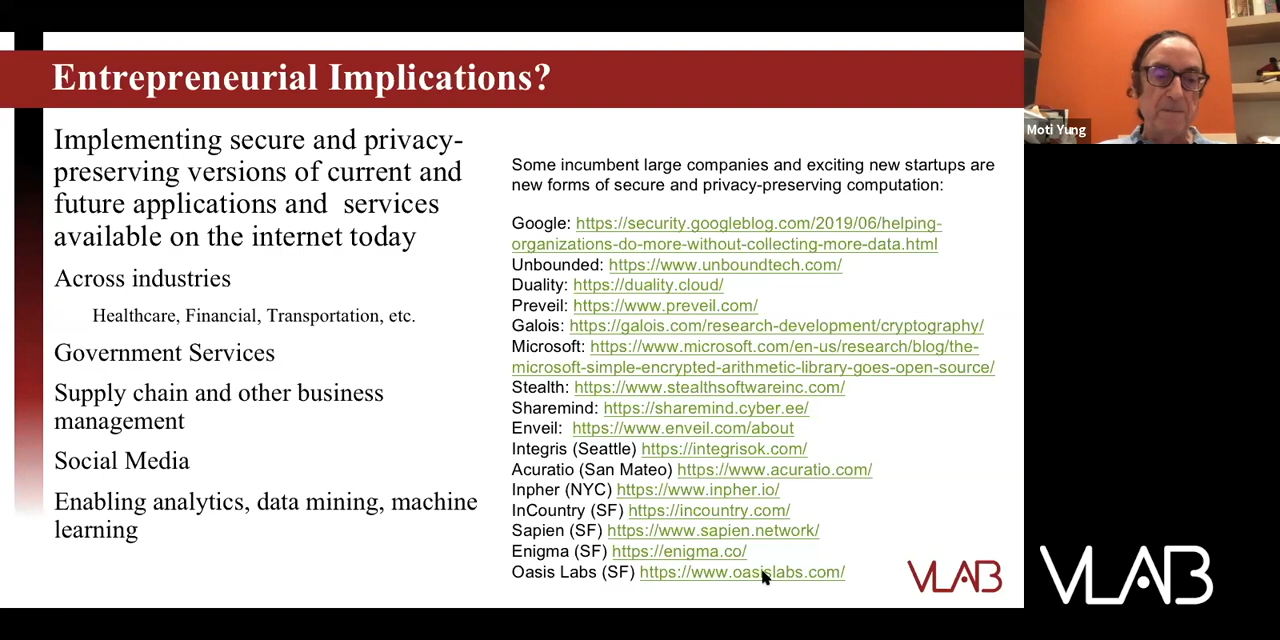 Entrepreneurial Implications?
Implementing secure and privacy-
preserving versions of current and
future applications and services
available on the internet today
Across industries
Healthcare, Financial, Transportation, etc.
Government Services
Supply chain and other business
management
Social Media
Enabling analytics, data mining, machine
learning
Some incumbent large companies and exciting new startups are
new forms of secure and privacy-preserving computation:
Google: https://security.googleblog.com/2019/06/helping-
organizations-do-more-without-collecting-more-data.html
Unbounded: https://www.unboundtech.com/
Duality: https://duality.cloud/
Preveil: https://www.preveil.com/
Galois: https://galois.com/research-development/cryptography/
Microsoft: https://www.microsoft.com/en-us/research/blog/the-
microsoft-simple-encrypted-arithmetic-library-goes-open-source/
Stealth: https://www.stealthsoftwareinc.com/
Sharemind: https://sharemind.cyber.ee/
Enveil: https://www.enveil.com/about
Integris (Seattle) https://integrisok.com/
Acuratio (San Mateo) https://www.acuratio.com/
Inpher (NYC) https://www.inpher.io/
InCountry (SF) https://incountry.com/
Sapien (SF) https://www.sapien.network/
Enigma (SF) https://enigma.co/
Oasis Labs (SF) https://www.oasislabs.com/
VLAB
Moti Yung
VLAB